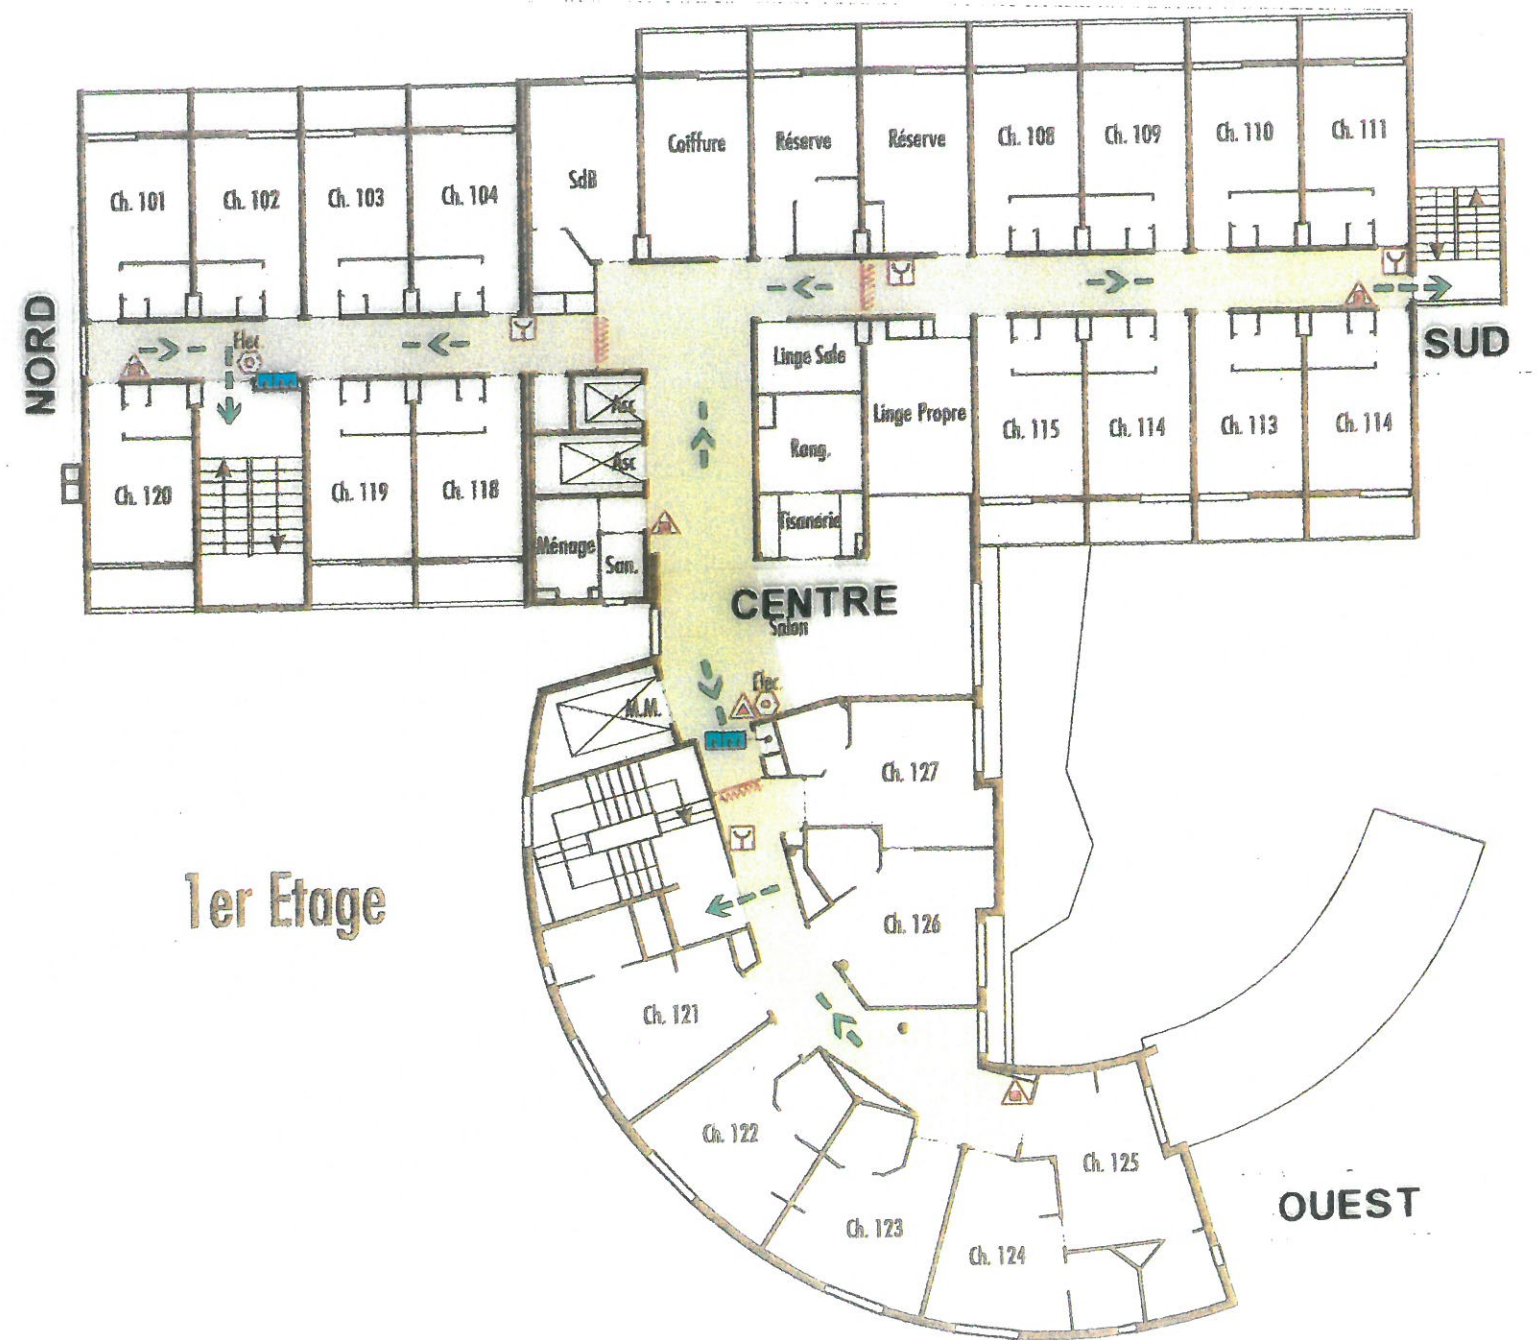 Coiffure
Réserve
Réserve
Ch. 108
Ch. 109
Ch. 110
Ch. 111
Ch. 101
Ch. 102
Ch. 103
Ch. 104
SdB
NORD
Elec
SUD
Linge Sale
Asc
Linge Propre
Ch. 115
Ch. 114
Ch. 113
Ch. 114
Asc
Rang.
Ch. 120
Ch. 119
Ch. 118
Tisanerie
Ménage
San.
CENTRE
Salon
Elec.
M.M.
Ch. 127
1er Etage
Ch. 126
Ch. 121
Ch. 122
Ch. 125
OUEST
Ch. 123
Ch. 124